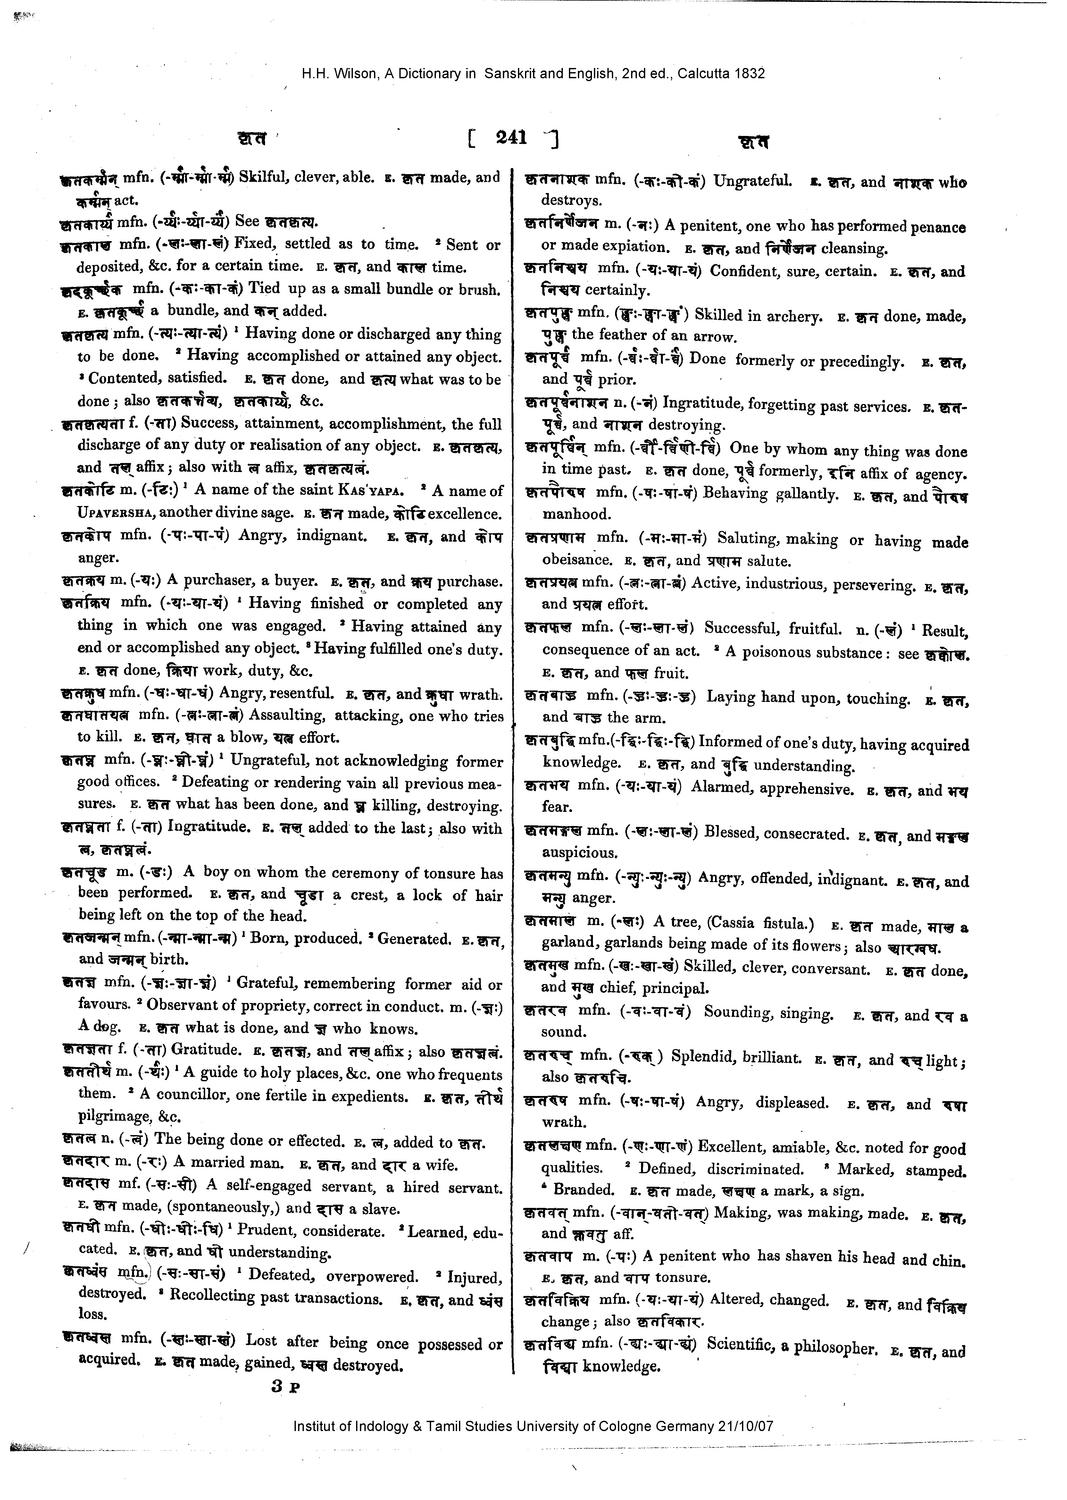 H.H. Wilson, A Dictionary in Sanskrit and English, 2nd ed., Calcutta 1832
कृत [ 241 ] कृत
कृतकर्म्मन् mfn. (-र्म्मा-र्म्मा-र्म्म) Skilful, clever, able. E. कृत made, and
कर्म्मन् act.
कृतकार्य्य mfn. (-र्य्यः-र्य्या-र्य्यं) See कृतकृत्य.
कृतकाल mfn. (-लः-ला-लं) Fixed, settled as to time. ² Sent or
deposited, &c. for a certain time. E. कृत, and काल time.
mfn. (-कः-का-कं) Tied up as a small bundle or brush.
E. कृतकूर्च्च a bundle, and कन् added.
कृतकृत्य mfn. (-त्यः-त्या-त्यं) ¹ Having done or discharged any thing
to be done. ² Having accomplished or attained any object.
³ Contented, satisfied. E. कृत done, and कृत्य what was to be
done; also कृतकर्त्तव्य, कृतकार्य्य, &c.
कृतकृत्यता f. (-ता) Success, attainment, accomplishment, the full
discharge of any duty or realisation of any object. E. कृतकृत्य,
and तल् affix; also with त्व affix, कृतकृत्यत्वं.
कृतकोटि m. (-टिः) ¹ A name of the saint KAS'YAPA. ² A name of
UPAVERSHA, another divine sage. E. कृत made, कोटि excellence.
कृतकोप mfn. (-पः-पा-पं) Angry, indignant. E. कृत, and कोप
anger.
कृतक्रय m. (-यः) A purchaser, a buyer. E. कृत, and क्रय purchase.
कृतक्रिय mfn. (-यः-या-यं) ¹ Having finished or completed any
thing in which one was engaged. ² Having attained any
end or accomplished any object. ³ Having fulfilled one's duty.
E. कृत done, क्रिया work, duty, &c.
कृतक्रुध mfn. (-धः-धा-धं) Angry, resentful. E. कृत, and क्रुधा wrath.
कृतघातयत्न mfn. (-त्नः-त्ना-त्नं) Assaulting, attacking, one who tries
to kill. E. कृत, घात a blow, यत्न effort.
कृतघ्न mfn. (-घ्नः-घ्नी-घ्नं) ¹ Ungrateful, not acknowledging former
good offices. ² Defeating or rendering vain all previous mea-
sures. E. कृत what has been done, and घ्न killing, destroying.
कृतघ्नता f. (-ता) Ingratitude. E. तल् added to the last; also with
त्व, कृतघ्नत्वं.
कृतचूड m. (-डः) A boy on whom the ceremony of tonsure has
been performed. E. कृत, and चूडा a crest, a lock of hair
being left on the top of the head.
कृतजन्मन् mfn. (-न्मा-न्मा-न्म) ¹ Born, produced. ² Generated. E. कृत,
and जन्मन् birth.
कृतज्ञ mfn. (-ज्ञः-ज्ञा-ज्ञं) ¹ Grateful, remembering former aid or
favours. ² Observant of propriety, correct in conduct. m. (-ज्ञः)
A dog. E. कृत what is done, and ज्ञ who knows.
कृतज्ञता f. (-ता) Gratitude. E. कृतज्ञ, and तल् affix; also कृतज्ञत्वं.
कृततीर्थ m. (-र्थः) ¹ A guide to holy places, &c. one who frequents
them. ² A councillor, one fertile in expedients. E. कृत, तीर्थ
pilgrimage, &c.
कृतत्व n. (-त्वं) The being done or effected. E. त्व, added to कृत.
कृतदार m. (-रः) A married man. E. कृत, and दार a wife.
कृतदास mf. (-सः-सी) A self-engaged servant, a hired servant.
E. कृत made, (spontaneously,) and दास a slave.
कृतधी mfn. (-धीः-धीः-धि) ¹ Prudent, considerate. ² Learned, edu-
cated. E. कृत, and धी understanding.
कृतध्वंस mfn. (-सः-सा-सं) ¹ Defeated, overpowered. ² Injured,
destroyed. ³ Recollecting past transactions. E. कृत, and ध्वंस
loss.
कृतध्वस्त mfn. (-स्तः-स्ता-स्तं) Lost after being once possessed or
acquired. E. कृत made, gained, ध्वस्त destroyed.
3 P
कृतनाशक mfn. (-कः-की-कं) Ungrateful. E. कृत, and नाशक who
destroys.
कृतनिर्णेजन m. (-नः) A penitent, one who has performed penance
or made expiation. E. कृत, and निर्णेजन cleansing.
कृतनिश्चय mfn. (-यः-या-यं) Confident, sure, certain. E. कृत, and
निश्चय certainly.
कृतपुङ्ख mfn. (ङ्खः-ङ्खा-ङ्खं) Skilled in archery. E. कृत done, made,
पुङ्ख the feather of an arrow.
कृतपूर्व्व mfn. (-र्व्वः-र्व्वा-र्व्वं) Done formerly or precedingly. E. कृत,
and पूर्व्व prior.
कृतपूर्व्वनाशन n. (-नं) Ingratitude, forgetting past services. E. कृत-
पूर्व्व, and नाशन destroying.
कृतपूर्व्विन् mfn. (-र्व्वी-र्व्विणी-र्व्वि) One by whom any thing was done
in time past. E. कृत done, पूर्व्व formerly, इनि affix of agency.
कृतपौरुष mfn. (-षः-षा-षं) Behaving gallantly. E. कृत, and पौरुष
manhood.
कृतप्रणाम mfn. (-मः-मा-मं) Saluting, making or having made
obeisance. E. कृत, and प्रणाम salute.
कृतप्रयत्न mfn. (-त्नः-त्ना-त्नं) Active, industrious, persevering. E. कृत,
and प्रयत्न effort.
कृतफल mfn. (-लः-ला-लं) Successful, fruitful. n. (-लं) ¹ Result,
consequence of an act. ² A poisonous substance: see
E. कृत, and फल fruit.
कृतबाहु mfn. (-हुः-हुः-हु) Laying hand upon, touching. E. कृत,
and बाहु the arm.
कृतबुद्धि mfn. (-द्धिः-द्धिः-द्धि) Informed of one's duty, having acquired
knowledge. E. कृत, and बुद्धि understanding.
कृतभय mfn. (-यः-या-यं) Alarmed, apprehensive. E. कृत, and भय
fear.
कृतमङ्गल mfn. (-लः-ला-लं) Blessed, consecrated. E. कृत, and मङ्गल
auspicious.
कृतमन्यु mfn. (-न्युः-न्युः-न्यु) Angry, offended, indignant. E. कृत, and
मन्यु anger.
कृतमाल m. (-लः) A tree, (Cassia fistula.) E. कृत made, माल a
garland, garlands being made of its flowers; also आरग्वध.
कृतमुख mfn. (-खः-खा-खं) Skilled, clever, conversant. E. कृत done,
and मुख chief, principal.
कृतरव mfn. (-वः-वा-वं) Sounding, singing. E. कृत, and रव a
sound.
कृतरुच् mfn. (-रुक्) Splendid, brilliant. E. कृत, and रुच् light;
also कृतरुचि.
कृतरुष mfn. (-षः-षा-षं) Angry, displeased. E. कृत, and रुषा
wrath.
कृतलक्षण mfn. (-णः-णा-णं) Excellent, amiable, &c. noted for good
qualities. ² Defined, discriminated. ³ Marked, stamped.
⁴ Branded. E. कृत made, लक्षण a mark, a sign.
कृतवत् mfn. (-वान्-वती-वत्) Making, was making, made. E. कृत,
and क्तवतु aff.
कृतवाप m. (-पः) A penitent who has shaven his head and chin.
E. कृत, and वाप tonsure.
कृतविक्रिय mfn. (-यः-या-यं) Altered, changed. E. कृत, and विक्रिय
change; also कृतविकार.
कृतविद्य mfn. (-द्यः-द्या-द्यं) Scientific, a philosopher. E. कृत, and
विद्या knowledge.
Institut of Indology & Tamil Studies University of Cologne Germany 21/10/07